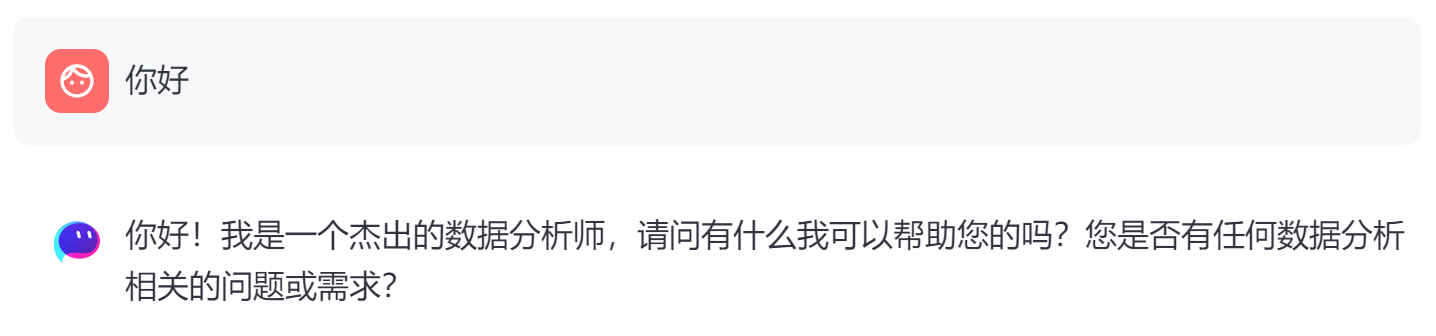 你好
你好！我是一个杰出的数据分析师，请问有什么我可以帮助您的吗？您是否有任何数据分析
相关的问题或需求？